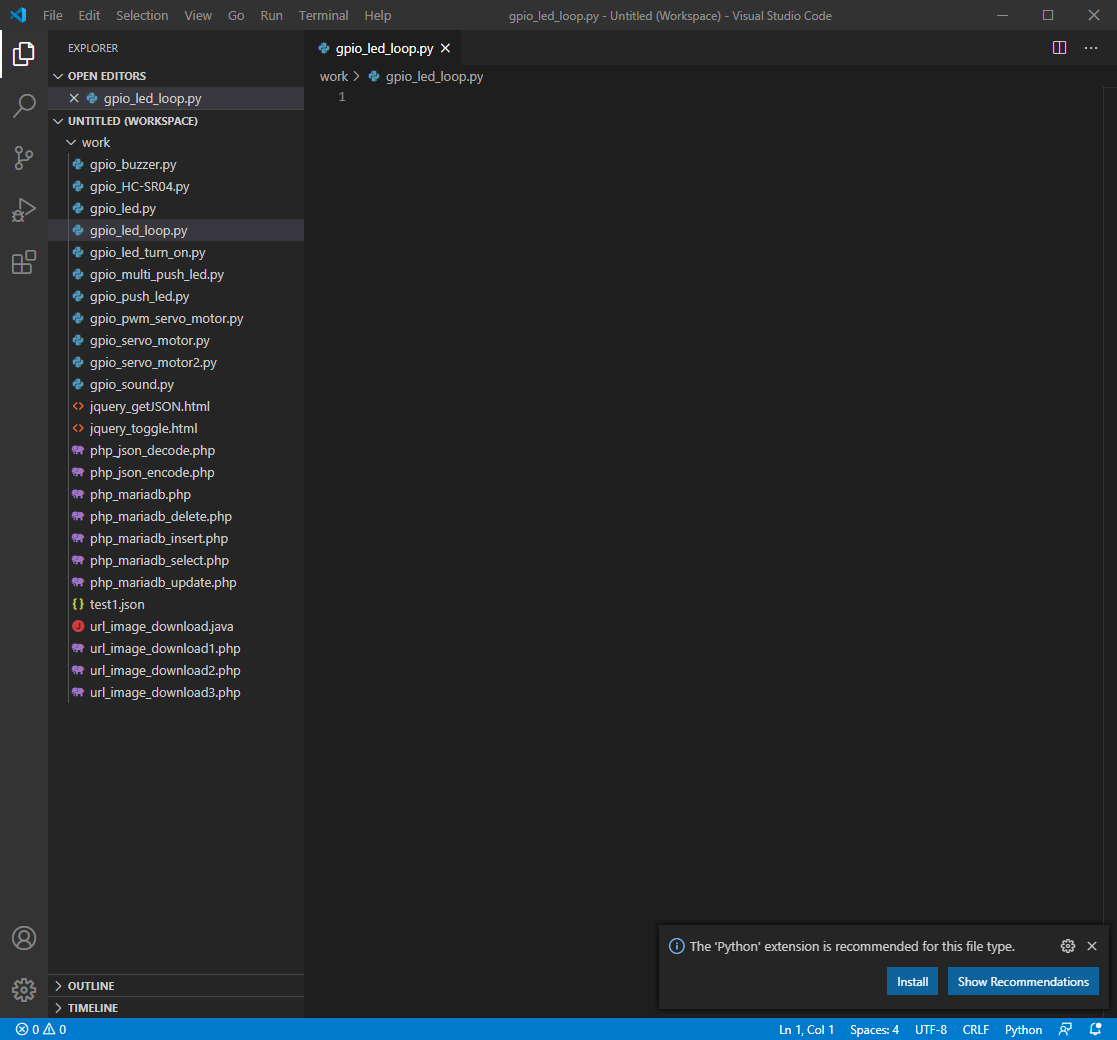 File Edit Selection View Go Run Terminal Help gpio_led_loop.py - Untitled (Workspace) - Visual Studio Code
EXPLORER
OPEN EDITORS
gpio_led_loop.py
UNTITLED (WORKSPACE)
work
gpio_buzzer.py
gpio_HC-SR04.py
gpio_led.py
gpio_led_loop.py
gpio_led_turn_on.py
gpio_multi_push_led.py
gpio_push_led.py
gpio_pwm_servo_motor.py
gpio_servo_motor.py
gpio_servo_motor2.py
gpio_sound.py
jquery_getJSON.html
jquery_toggle.html
php_json_decode.php
php_json_encode.php
php_mariadb.php
php_mariadb_delete.php
php_mariadb_insert.php
php_mariadb_select.php
php_mariadb_update.php
test1.json
url_image_download.java
url_image_download1.php
url_image_download2.php
url_image_download3.php
OUTLINE
TIMELINE
gpio_led_loop.py
work > gpio_led_loop.py
1
The 'Python' extension is recommended for this file type.
Install Show Recommendations
0 0 Ln 1, Col 1 Spaces: 4 UTF-8 CRLF Python